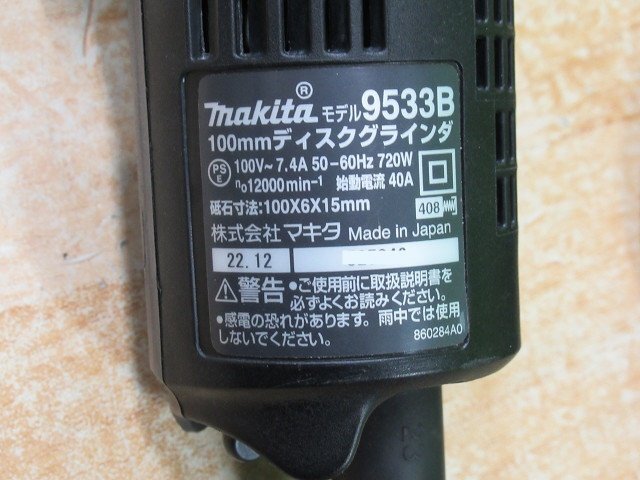 makita® モデル 9533B
100mmディスクグラインダ
PS E 100V~ 7.4A 50-60Hz 720W
n₀12000min⁻¹ 始動電流 40A
砥石寸法:100X6X15mm 408
株式会社 マキタ Made in Japan
22.12
⚠警告 •ご使用前に取扱説明書を
必ずよくお読みください。
•感電の恐れがあります。雨中では使用
しないでください。
860284A0